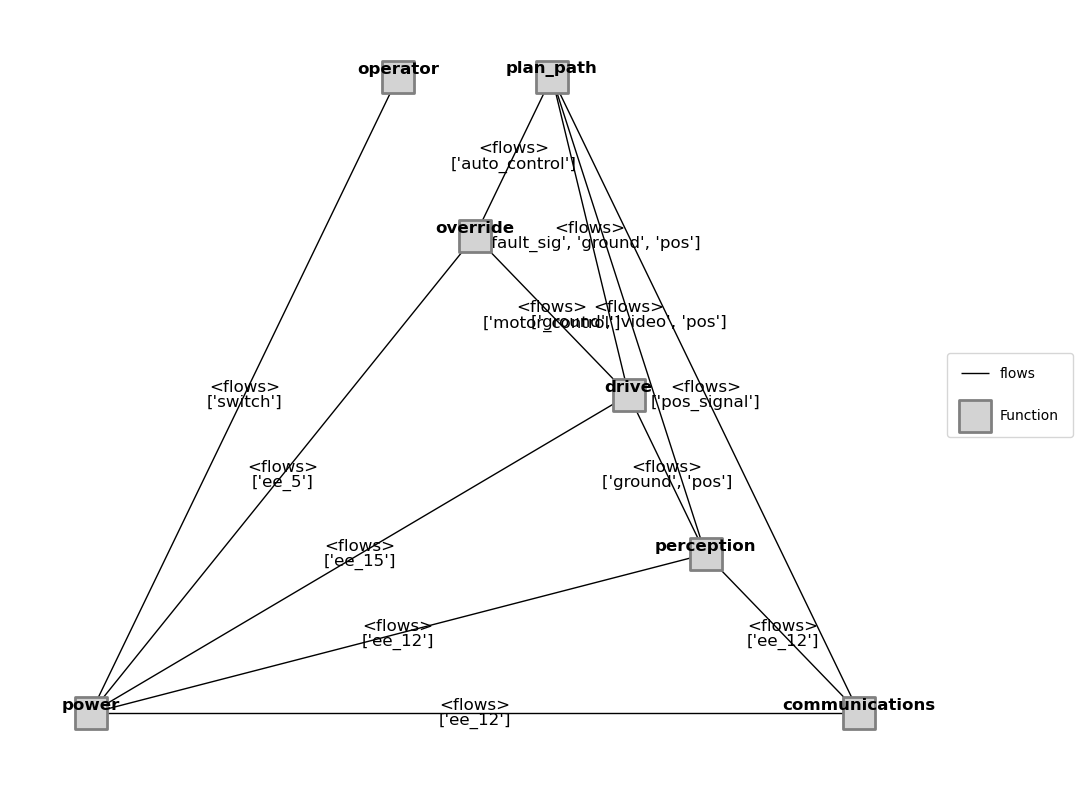 operator
plan_path
<flows>
['auto_control']
override
<flows>
fault_sig', 'ground', 'pos']
<flows>
['motor_control']
<flows>
['ground', 'video', 'pos']
<flows>
['switch']
drive
<flows>
['pos_signal']
flows
Function
<flows>
['ee_5']
<flows>
['ground', 'pos']
<flows>
['ee_15']
perception
<flows>
['ee_12']
<flows>
['ee_12']
power
<flows>
['ee_12']
communications